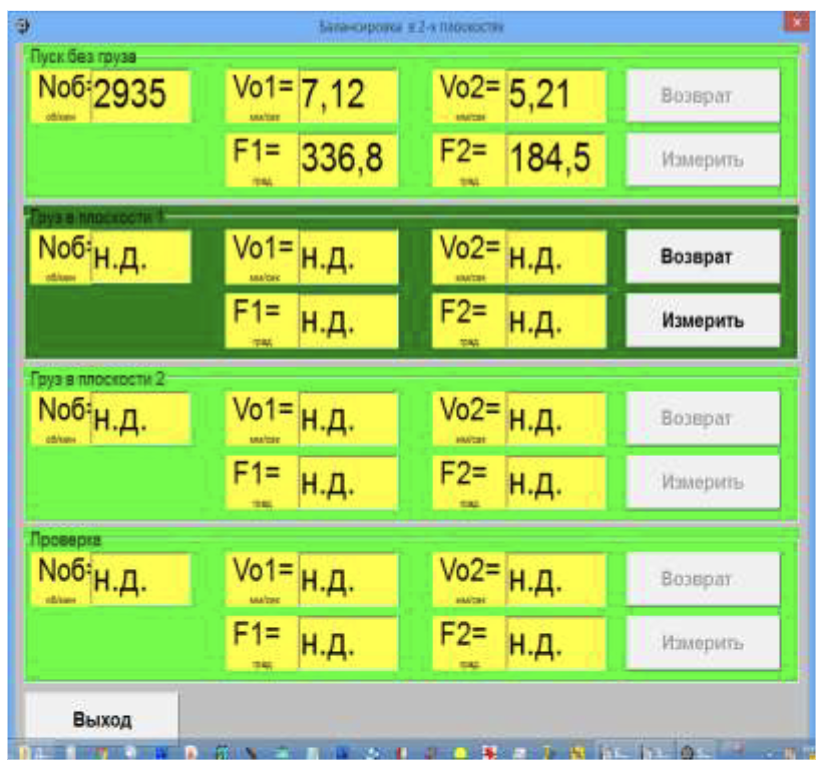 Балансировка в 2-х плоскостях
Пуск без груза
Nоб= 2935 Vo1= 7,12 Vo2= 5,21 Возврат
об/мин мм/сек мм/сек
F1= 336,8 F2= 184,5 Измерить
град. град.
Груз в плоскости 1
Nоб= н.д. Vo1= н.д. Vo2= н.д. Возврат
об/мин мм/сек мм/сек
F1= н.д. F2= н.д. Измерить
град. град.
Груз в плоскости 2
Nоб= н.д. Vo1= н.д. Vo2= н.д. Возврат
об/мин мм/сек мм/сек
F1= н.д. F2= н.д. Измерить
град. град.
Проверка
Nоб= н.д. Vo1= н.д. Vo2= н.д. Возврат
об/мин мм/сек мм/сек
F1= н.д. F2= н.д. Измерить
град. град.
Выход